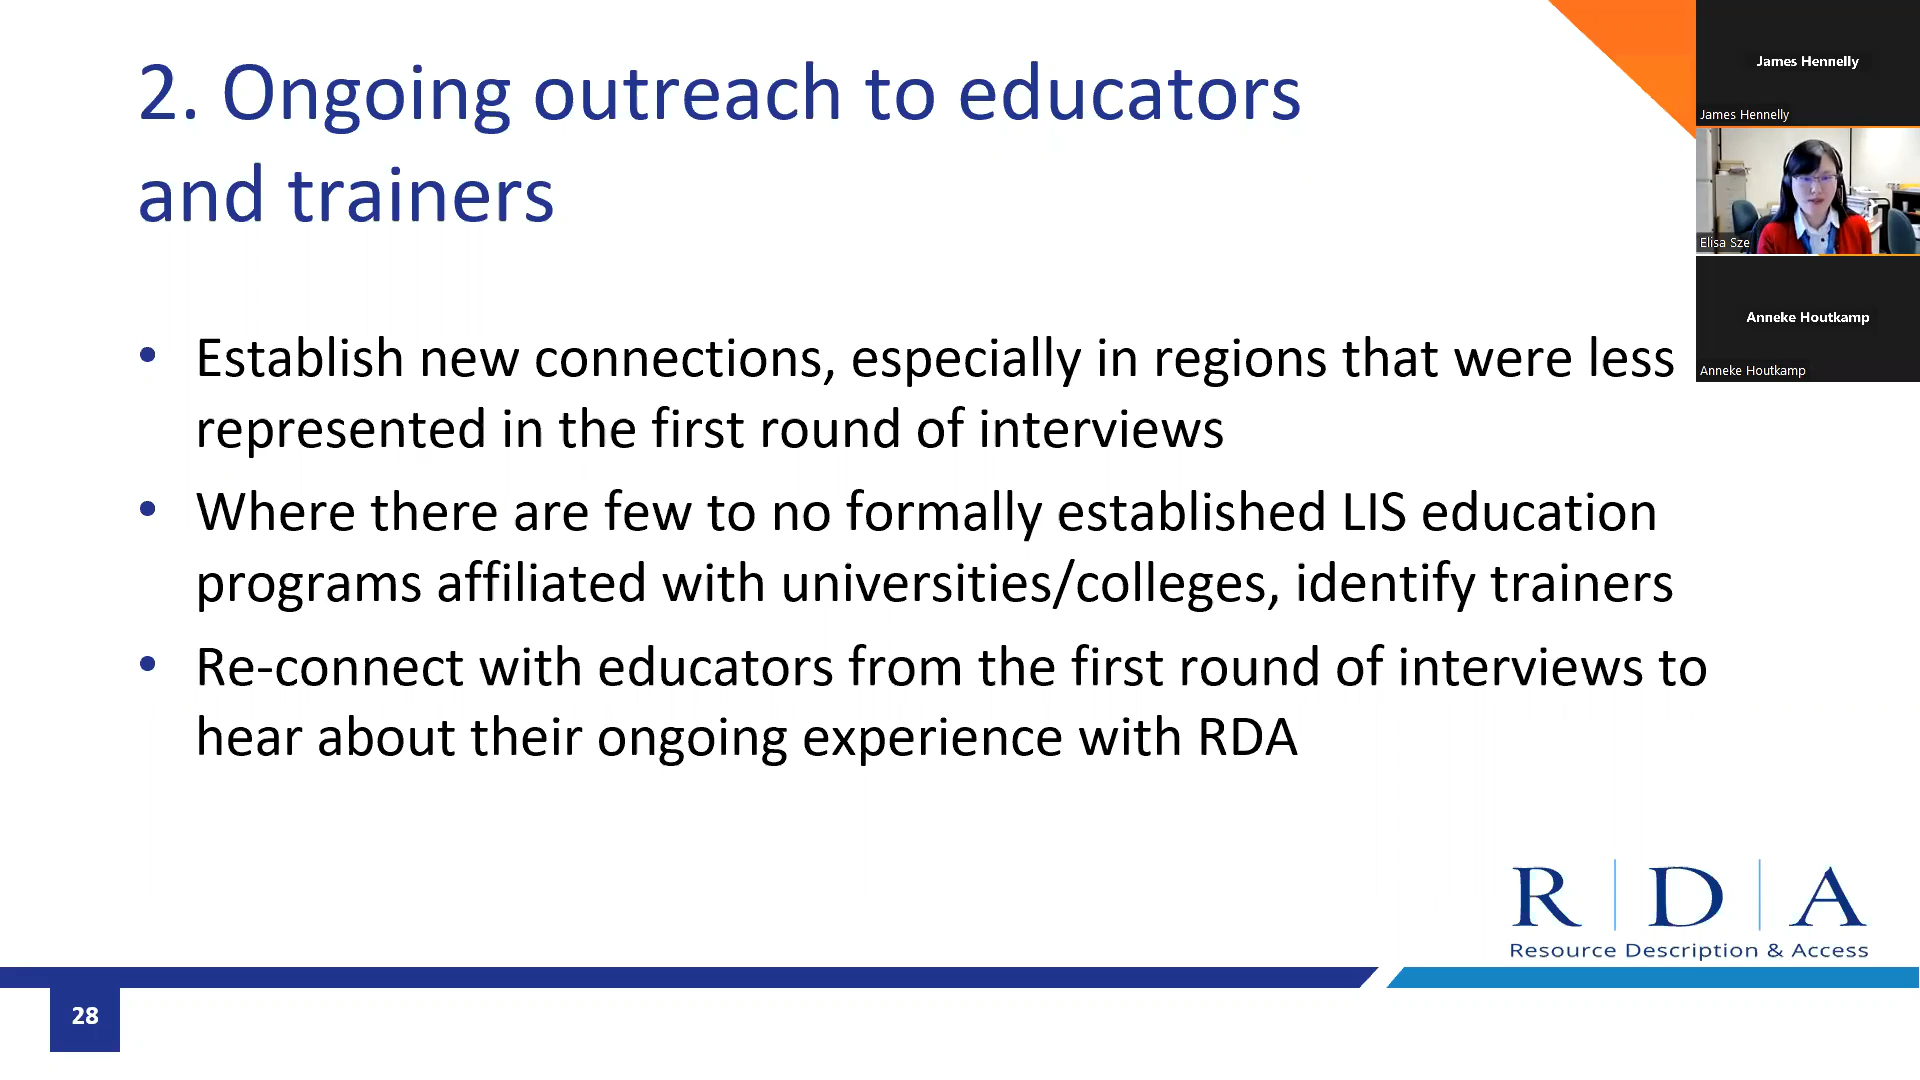 2. Ongoing outreach to educators
and trainers
• Establish new connections, especially in regions that were less
represented in the first round of interviews
• Where there are few to no formally established LIS education
programs affiliated with universities/colleges, identify trainers
• Re-connect with educators from the first round of interviews to
hear about their ongoing experience with RDA
James Hennelly
James Hennelly
Elisa Sze
Anneke Houtkamp
Anneke Houtkamp
R | D | A
Resource Description & Access
28